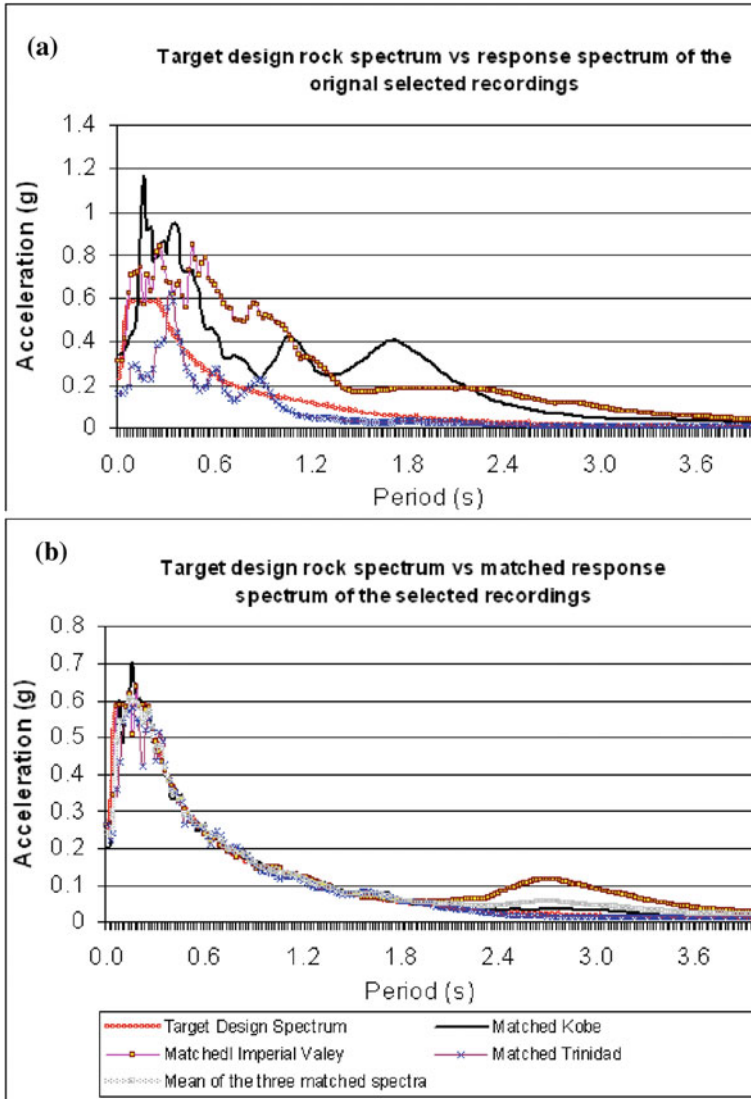 (a)
Target design rock spectrum vs response spectrum of the
orignal selected recordings
1.4
1.2
1
0.8
0.6
0.4
0.2
0
Acceleration (g)
0.0 0.6 1.2 1.8 2.4 3.0 3.6
Period (s)
(b)
Target design rock spectrum vs matched response
spectrum of the selected recordings
0.8
0.7
0.6
0.5
0.4
0.3
0.2
0.1
0
Acceleration (g)
0.0 0.6 1.2 1.8 2.4 3.0 3.6
Period (s)
Target Design Spectrum Matched Kobe
Matchedl Imperial Valey Matched Trinidad
Mean of the three matched spectra